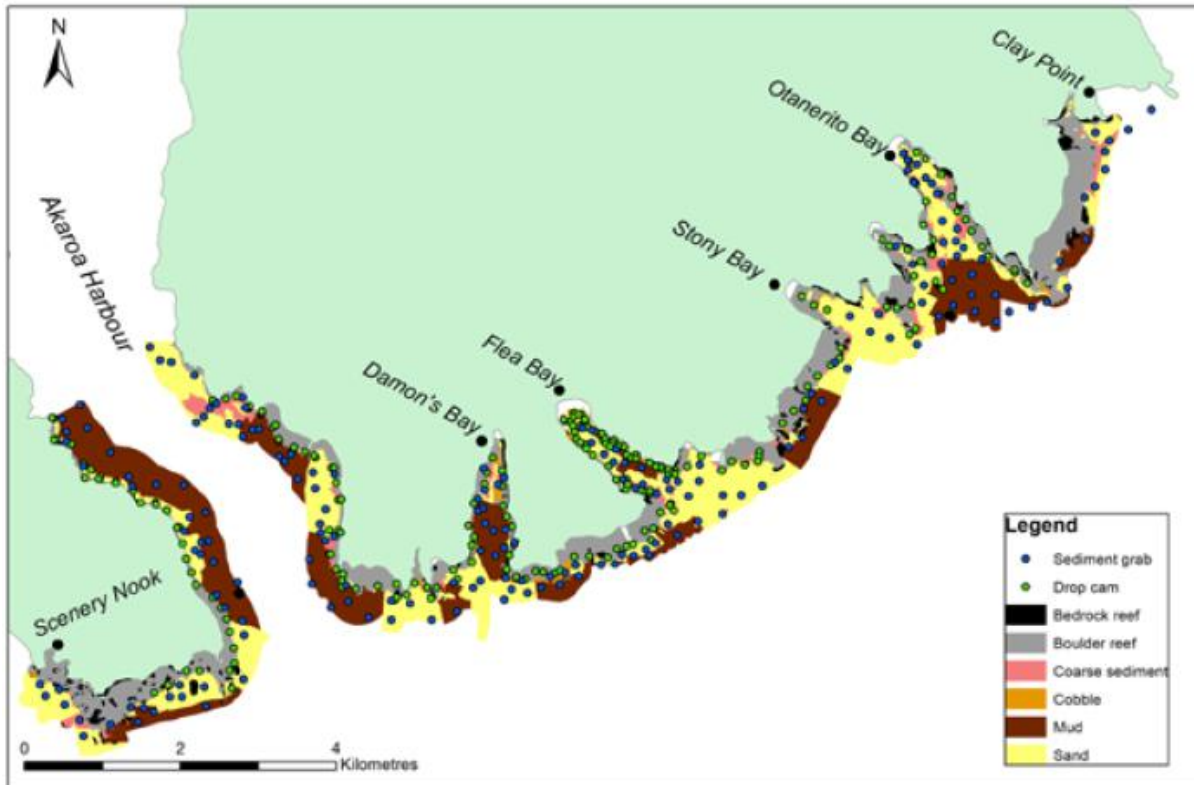 N
Clay Point
Otanerito Bay
Akaroa Harbour
Stony Bay
Flea Bay
Damon's Bay
Scenery Nook
Legend
Sediment grab
Drop cam
Bedrock reef
Boulder reef
Coarse sediment
Cobble
Mud
Sand
0 2 4
Kilometres